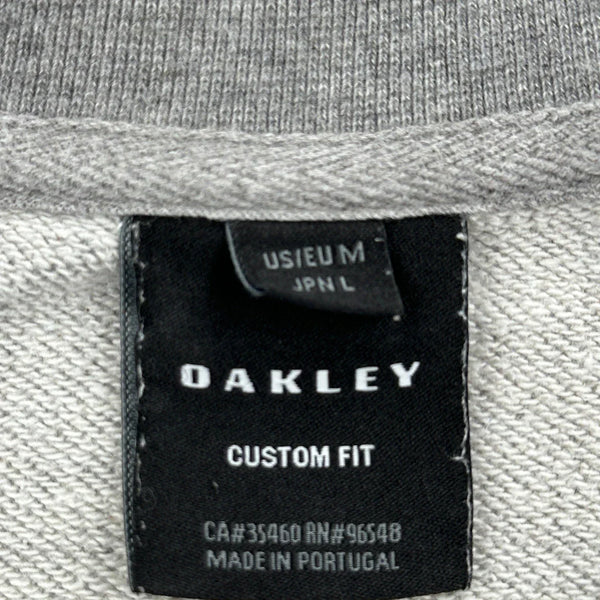 US/EU M
JPN L
OAKLEY
CUSTOM FIT
CA#35460 RN#96548
MADE IN PORTUGAL